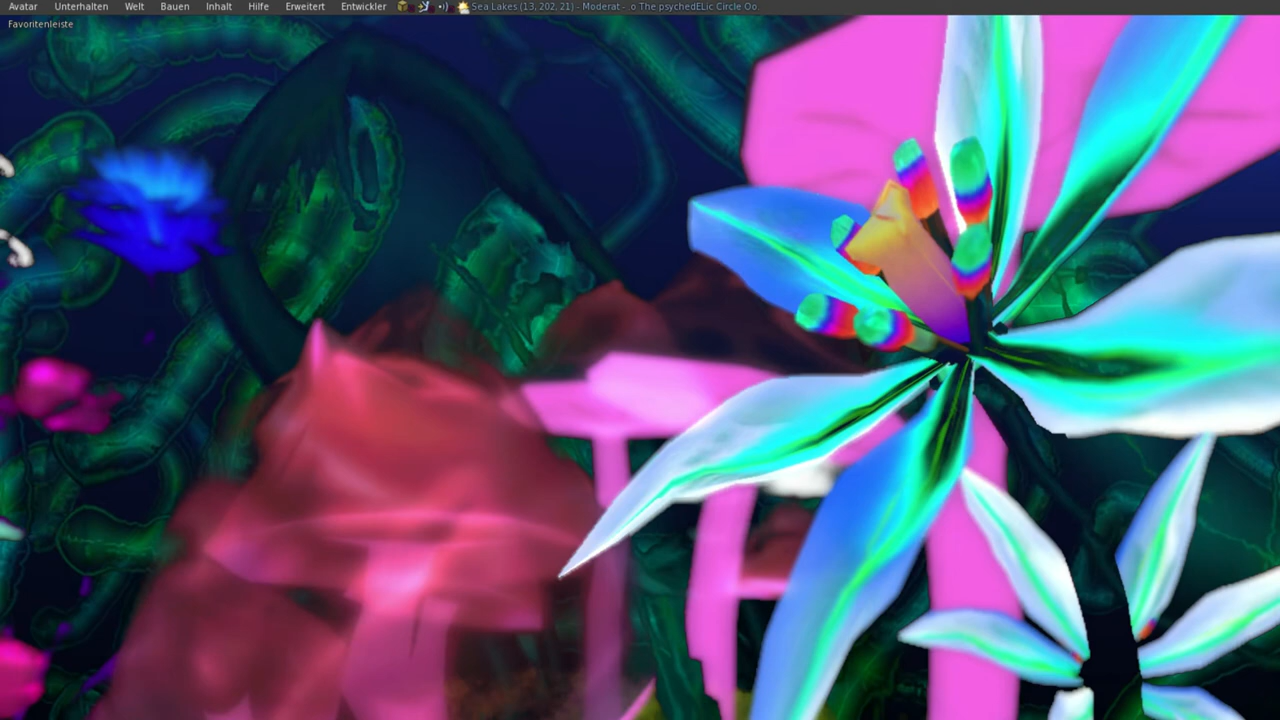 Avatar Unterhalten Welt Bauen Inhalt Hilfe Erweitert Entwickler Sea Lakes (13, 202, 21) - Moderat - .o The psychedELic Circle Oo.
Favoritenleiste